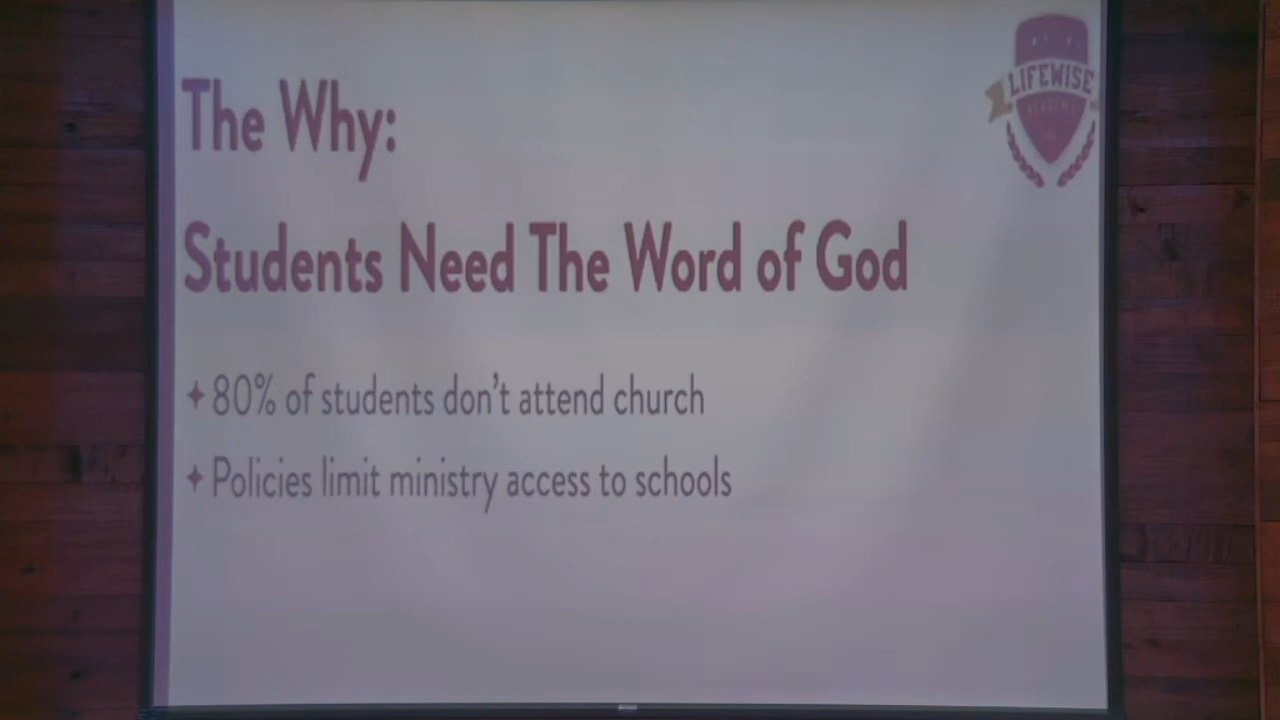 LIFEWISE
ACADEMY
The Why:
Students Need The Word of God
80% of students don't attend church
Policies limit ministry access to schools